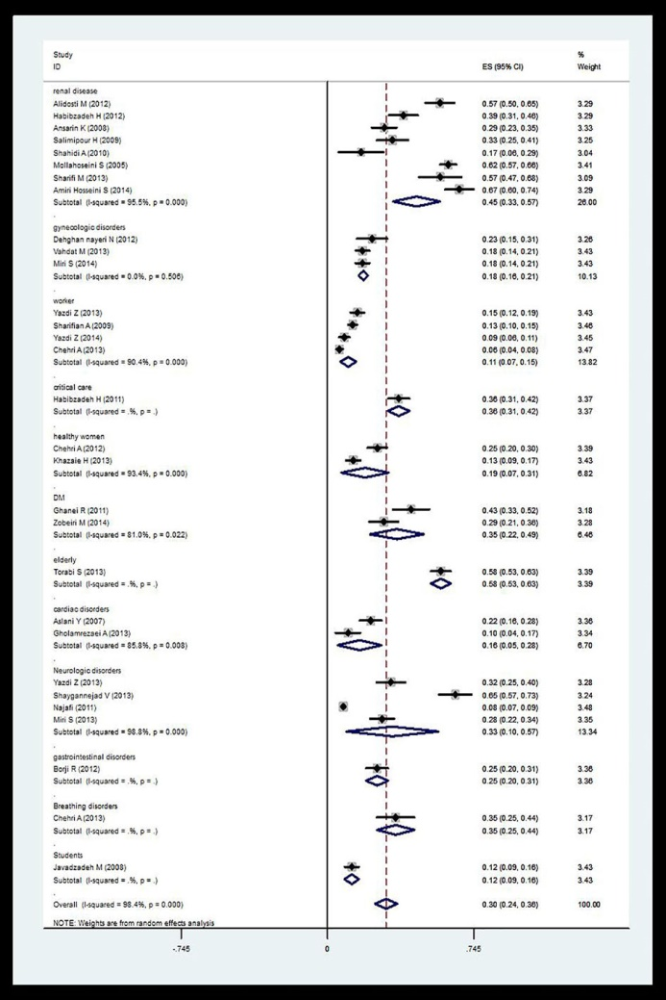 Study %
ID ES (95% CI) Weight
renal disease
Alidosti M (2012) 0.57 (0.50, 0.65) 3.29
Habibzadeh H (2012) 0.39 (0.31, 0.46) 3.29
Ansarin K (2008) 0.29 (0.23, 0.35) 3.33
Salimipour H (2009) 0.33 (0.25, 0.41) 3.25
Shahidi A (2010) 0.17 (0.06, 0.29) 3.04
Mollahoseini S (2005) 0.62 (0.57, 0.66) 3.41
Sharifi M (2013) 0.57 (0.47, 0.68) 3.09
Amiri Hosseini S (2014) 0.67 (0.60, 0.74) 3.29
Subtotal (I-squared = 95.5%, p = 0.000) 0.45 (0.33, 0.57) 26.00
.
gynecologic disorders
Dehghan nayeri N (2012) 0.23 (0.15, 0.31) 3.26
Vahdat M (2013) 0.18 (0.14, 0.21) 3.43
Miri S (2014) 0.18 (0.14, 0.21) 3.43
Subtotal (I-squared = 0.0%, p = 0.506) 0.18 (0.16, 0.21) 10.13
.
worker
Yazdi Z (2013) 0.15 (0.12, 0.19) 3.43
Sharifian A (2009) 0.13 (0.10, 0.15) 3.46
Yazdi Z (2014) 0.09 (0.06, 0.11) 3.45
Chehri A (2013) 0.06 (0.04, 0.08) 3.47
Subtotal (I-squared = 90.4%, p = 0.000) 0.11 (0.07, 0.15) 13.82
.
critical care
Habibzadeh H (2011) 0.36 (0.31, 0.42) 3.37
Subtotal (I-squared = .%, p = .) 0.36 (0.31, 0.42) 3.37
.
healthy women
Chehri A (2012) 0.25 (0.20, 0.30) 3.39
Khazaie H (2013) 0.13 (0.09, 0.17) 3.43
Subtotal (I-squared = 93.4%, p = 0.000) 0.19 (0.07, 0.31) 6.82
.
DM
Ghanei R (2011) 0.43 (0.33, 0.52) 3.18
Zobeiri M (2014) 0.29 (0.21, 0.36) 3.28
Subtotal (I-squared = 81.0%, p = 0.022) 0.35 (0.22, 0.49) 6.46
.
elderly
Torabi S (2013) 0.58 (0.53, 0.63) 3.39
Subtotal (I-squared = .%, p = .) 0.58 (0.53, 0.63) 3.39
.
cardiac disorders
Aslani Y (2007) 0.22 (0.16, 0.28) 3.36
Gholamrezaei A (2013) 0.10 (0.04, 0.17) 3.34
Subtotal (I-squared = 85.8%, p = 0.008) 0.16 (0.05, 0.28) 6.70
.
Neurologic disorders
Yazdi Z (2013) 0.32 (0.25, 0.40) 3.28
Shaygannejad V (2013) 0.65 (0.57, 0.73) 3.24
Najafi (2011) 0.08 (0.07, 0.09) 3.48
Miri S (2013) 0.28 (0.22, 0.34) 3.35
Subtotal (I-squared = 98.8%, p = 0.000) 0.33 (0.10, 0.57) 13.34
.
gastrointestinal disorders
Borji R (2012) 0.25 (0.20, 0.31) 3.36
Subtotal (I-squared = .%, p = .) 0.25 (0.20, 0.31) 3.36
.
Breathing disorders
Chehri A (2013) 0.35 (0.25, 0.44) 3.17
Subtotal (I-squared = .%, p = .) 0.35 (0.25, 0.44) 3.17
.
Students
Javadzadeh M (2008) 0.12 (0.09, 0.16) 3.43
Subtotal (I-squared = .%, p = .) 0.12 (0.09, 0.16) 3.43
.
Overall (I-squared = 98.4%, p = 0.000) 0.30 (0.24, 0.36) 100.00
NOTE: Weights are from random effects analysis
-.745 0 .745